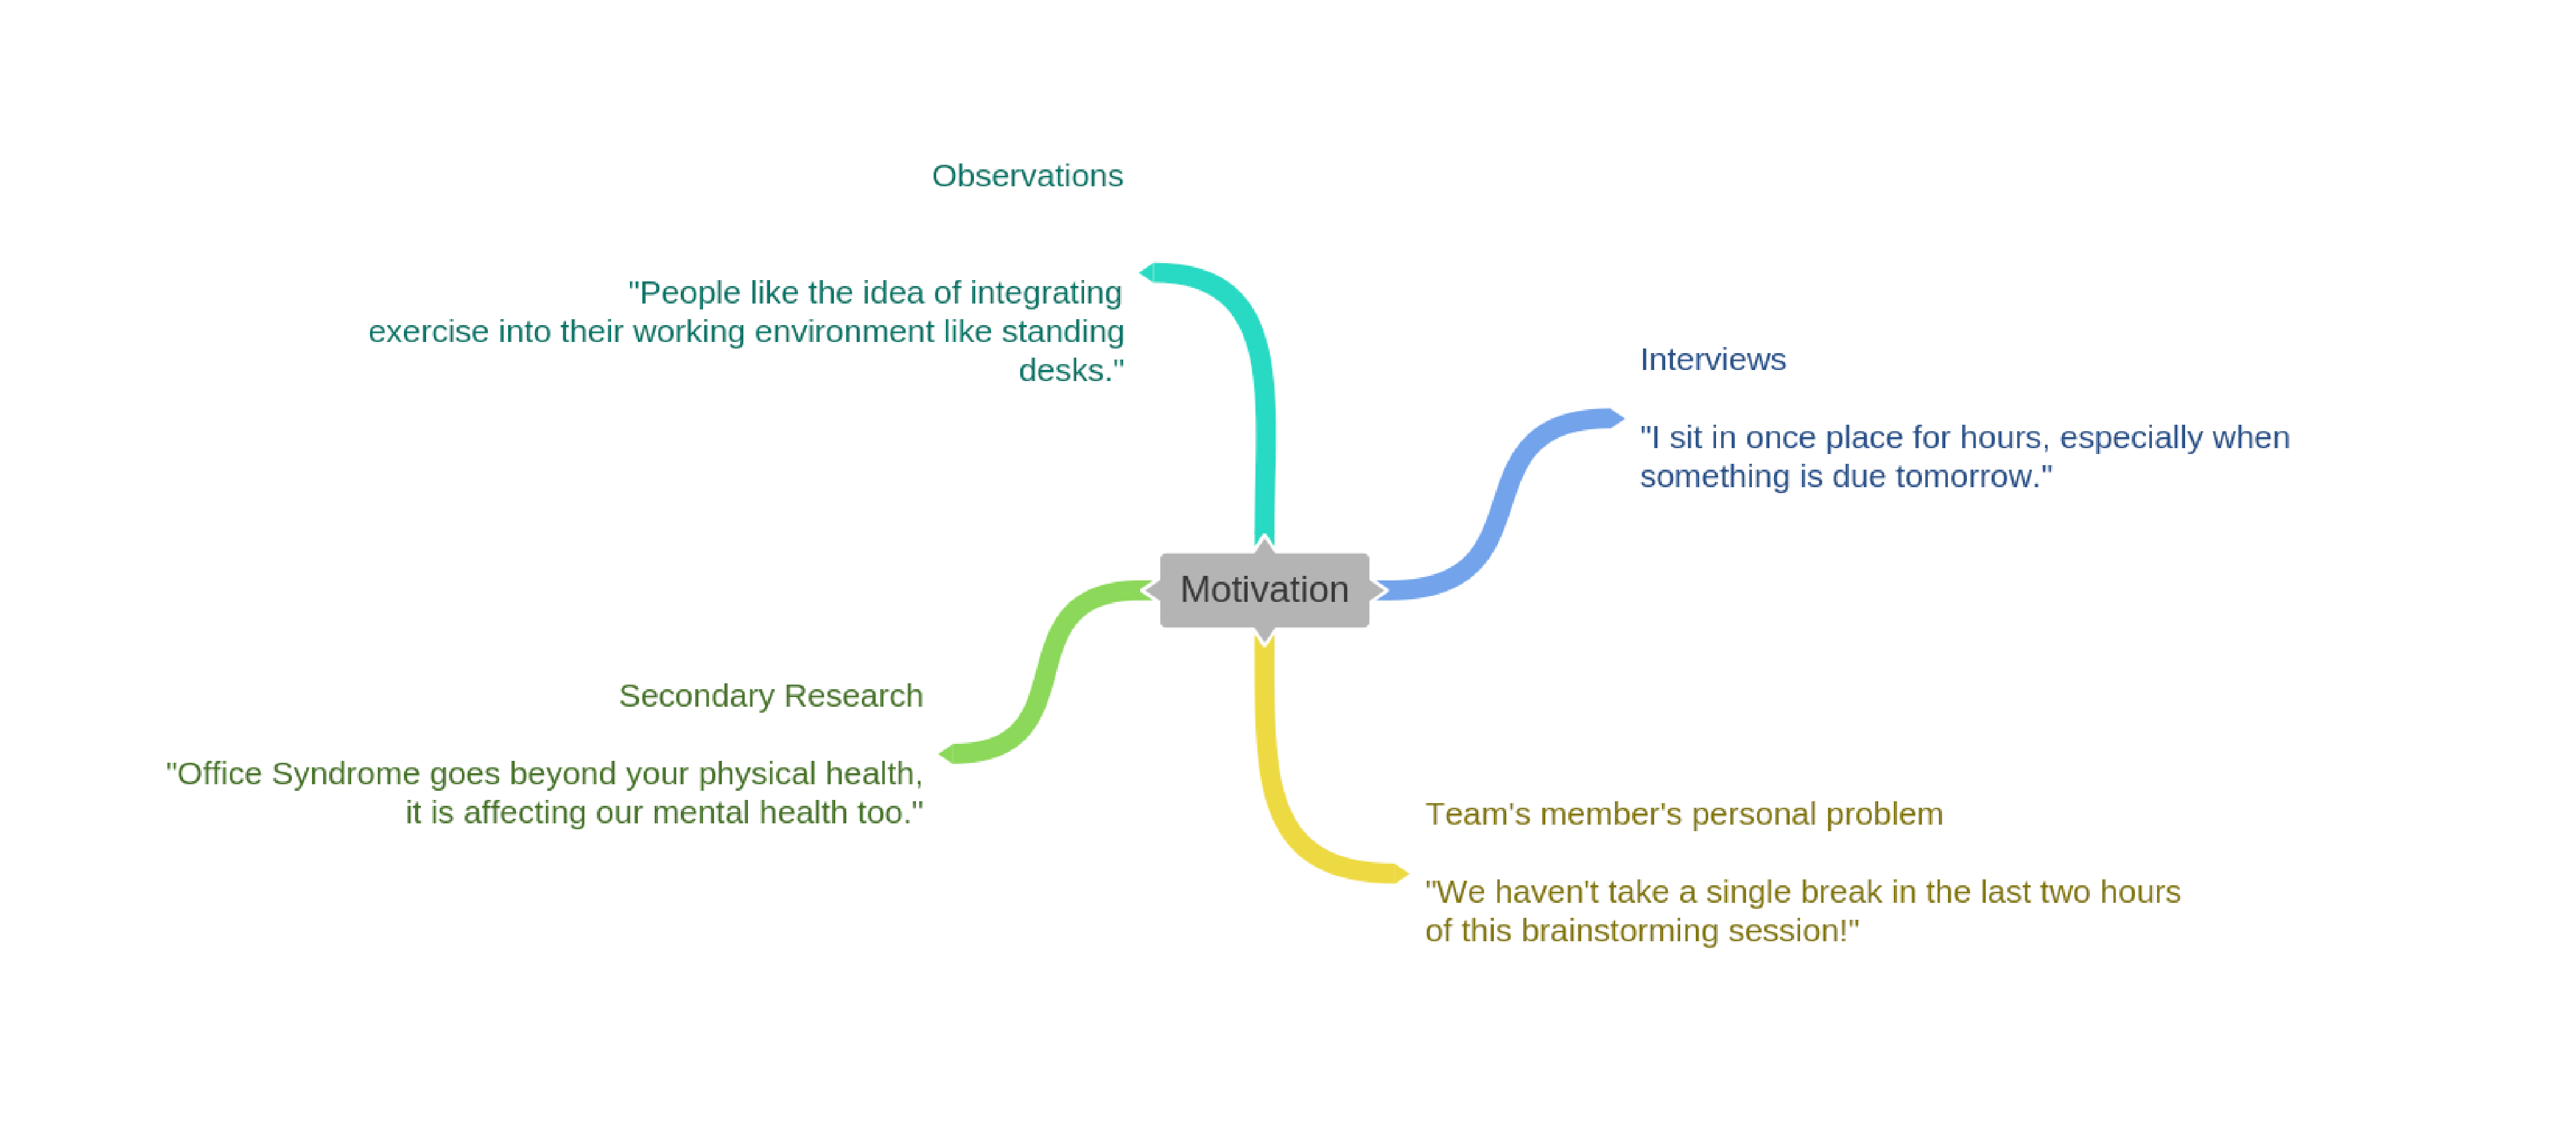 Observations
"People like the idea of integrating
exercise into their working environment like standing
desks."
Interviews
"I sit in once place for hours, especially when
something is due tomorrow."
Motivation
Secondary Research
"Office Syndrome goes beyond your physical health,
it is affecting our mental health too."
Team's member's personal problem
"We haven't take a single break in the last two hours
of this brainstorming session!"